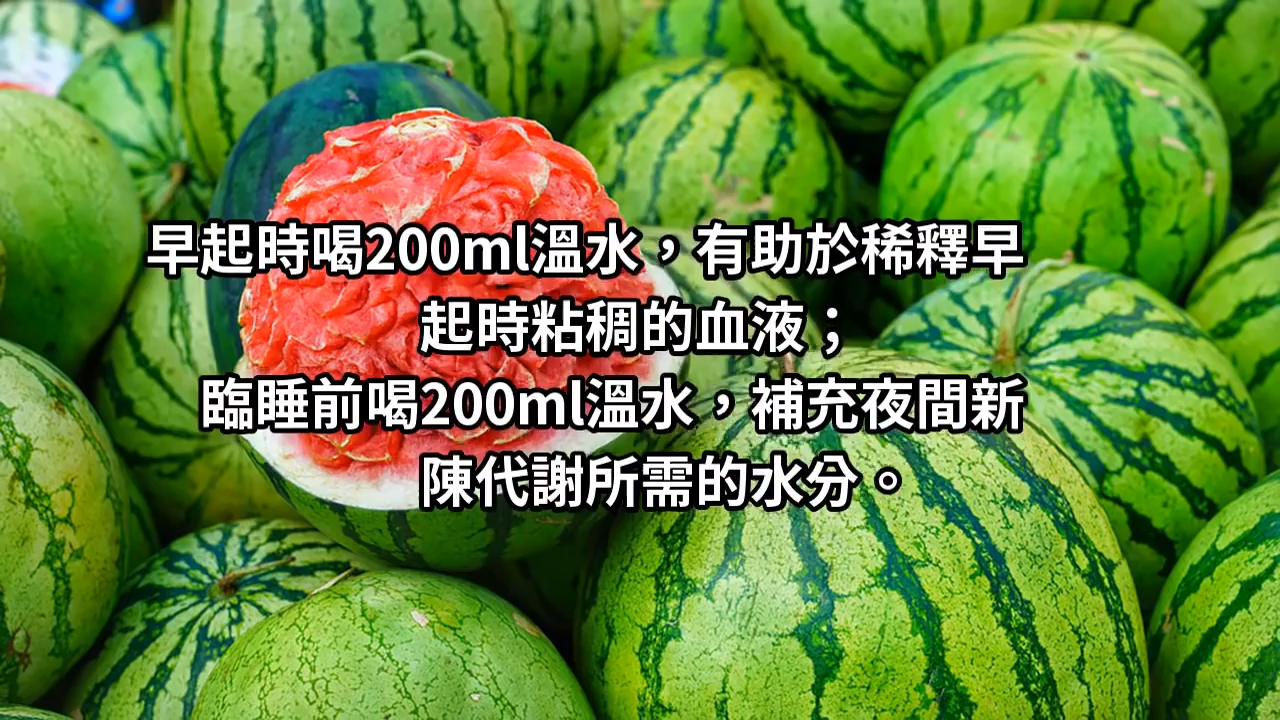 早起時喝200ml溫水，有助於稀釋早
起時粘稠的血液；
臨睡前喝200ml溫水，補充夜間新
陳代謝所需的水分。